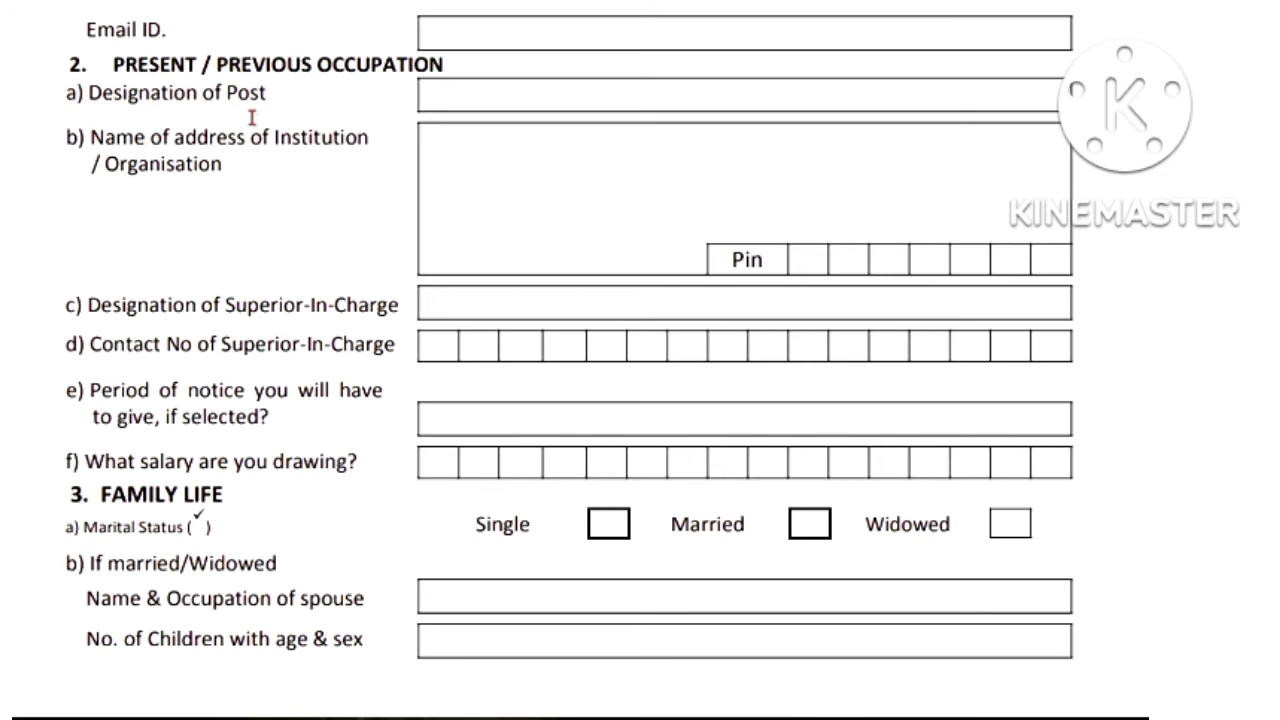 Email ID.
2. PRESENT / PREVIOUS OCCUPATION
a) Designation of Post
b) Name of address of Institution
/ Organisation
K
KINEMASTER
Pin
c) Designation of Superior-In-Charge
d) Contact No of Superior-In-Charge
e) Period of notice you will have
to give, if selected?
f) What salary are you drawing?
3. FAMILY LIFE
a) Marital Status ( ✓ ) Single Married Widowed
b) If married/Widowed
Name & Occupation of spouse
No. of Children with age & sex